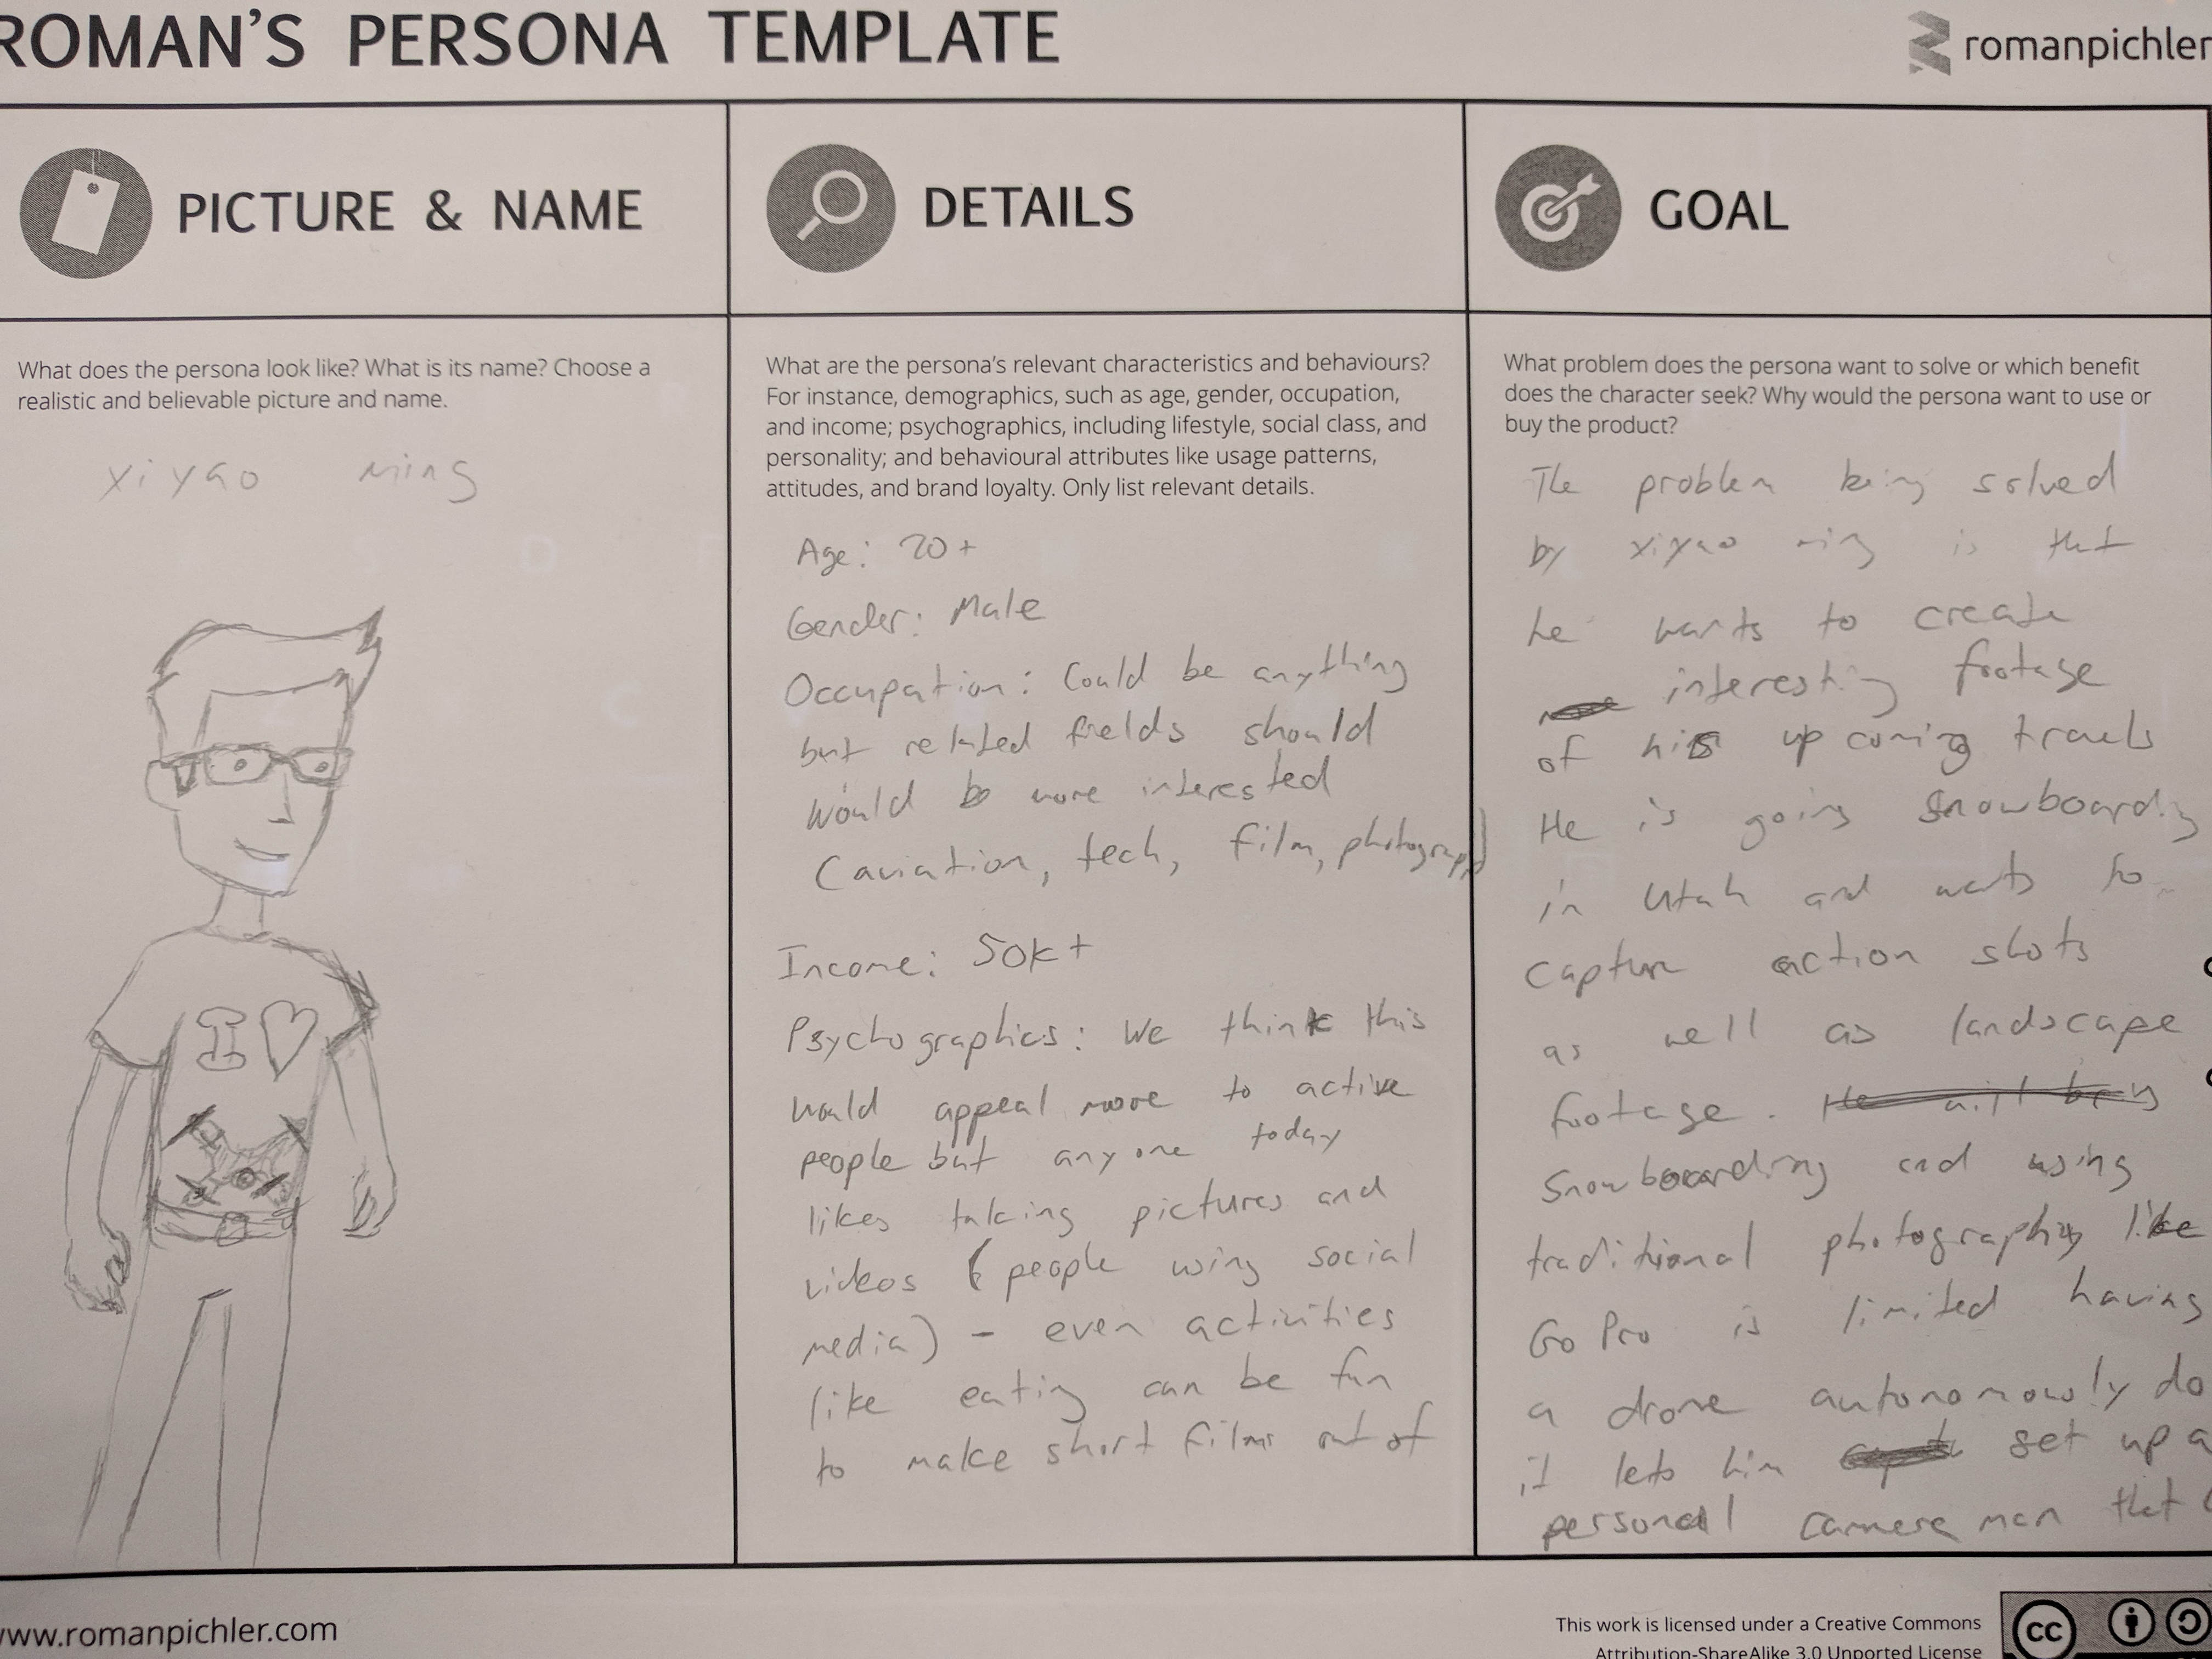 ROMAN'S PERSONA TEMPLATE
romanpichler
PICTURE & NAME
What does the persona look like? What is its name? Choose a
realistic and believable picture and name.
Xiyao Ming
I
DETAILS
What are the persona's relevant characteristics and behaviours?
For instance, demographics, such as age, gender, occupation,
and income; psychographics, including lifestyle, social class, and
personality; and behavioural attributes like usage patterns,
attitudes, and brand loyalty. Only list relevant details.
Age: 20+
Gender: Male
Occupation: Could be anything
but related fields should
would b more interested
(aviation, tech, film, photography)
Income: 50k+
Psychographics: We think this
would appeal more to active
people but anyone today
likes taking pictures and
videos (people using social
media) - even activities
like eating can be fun
to make short films out of
GOAL
What problem does the persona want to solve or which benefit
does the character seek? Why would the persona want to use or
buy the product?
The problem being solved
by xiyao ming is that
he wants to create
interesting footage
of his upcoming travels
He is going snowboarding
in Utah and wants to
capture action shots
as well as landscape
footage. He will be
Snowboarding and using
traditional photography like
Go Pro is limited having
a drone autonomously do
it lets him set up a
personal camera man that
www.romanpichler.com
This work is licensed under a Creative Commons
Attribution-ShareAlike 3.0 Unported License
cc